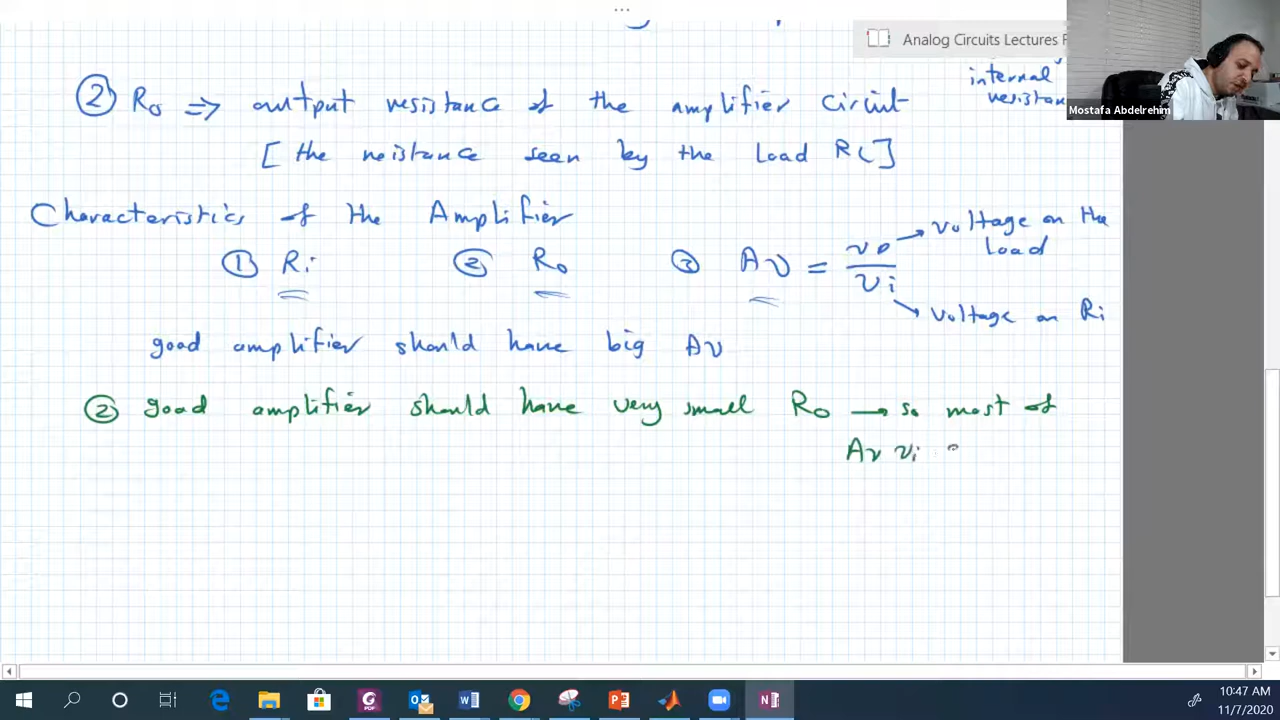 Analog Circuits Lectures F
internal
resistan
Mostafa Abdelrehim
② Ro ⇒ output resistance of the amplifier circuit
[the reistance seen by the Load RL]
Characteristics of the Amplifier
① Ri ② Ro ③ Av = vo/vi
voltage on the Load
voltage on Ri
good amplifier should have big Av
② good amplifier should have very small Ro → so most of
Av vi
10:47 AM
11/7/2020